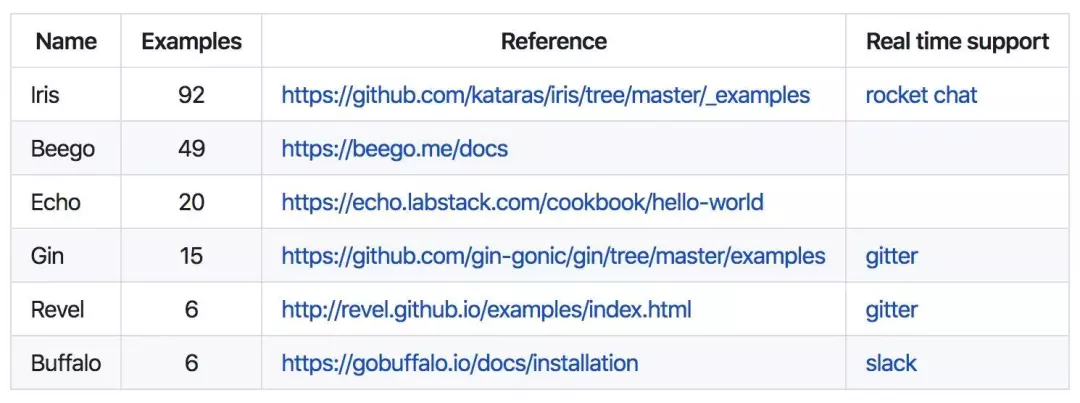 Name Examples Reference Real time support
Iris 92 https://github.com/kataras/iris/tree/master/_examples rocket chat
Beego 49 https://beego.me/docs
Echo 20 https://echo.labstack.com/cookbook/hello-world
Gin 15 https://github.com/gin-gonic/gin/tree/master/examples gitter
Revel 6 http://revel.github.io/examples/index.html gitter
Buffalo 6 https://gobuffalo.io/docs/installation slack